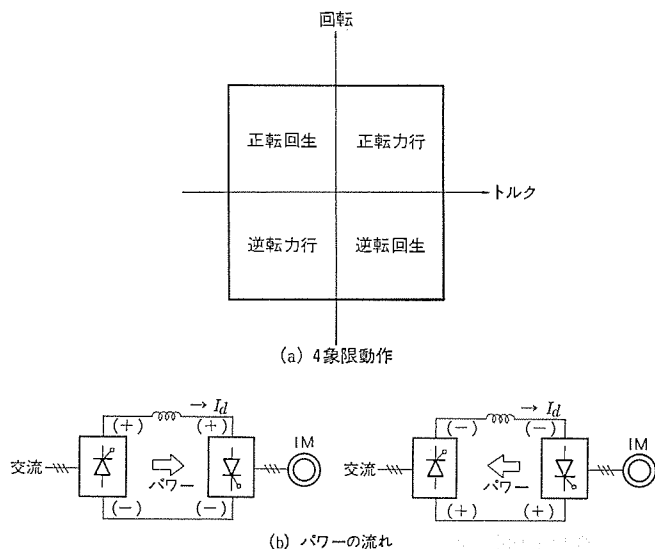 回転
正転回生 正転力行
トルク
逆転力行 逆転回生
(a) 4象限動作
→ Id → Id
(+) (+) (−) (−)
IM IM
交流 パワー 交流 パワー
(−) (−) (+) (+)
(b) パワーの流れ